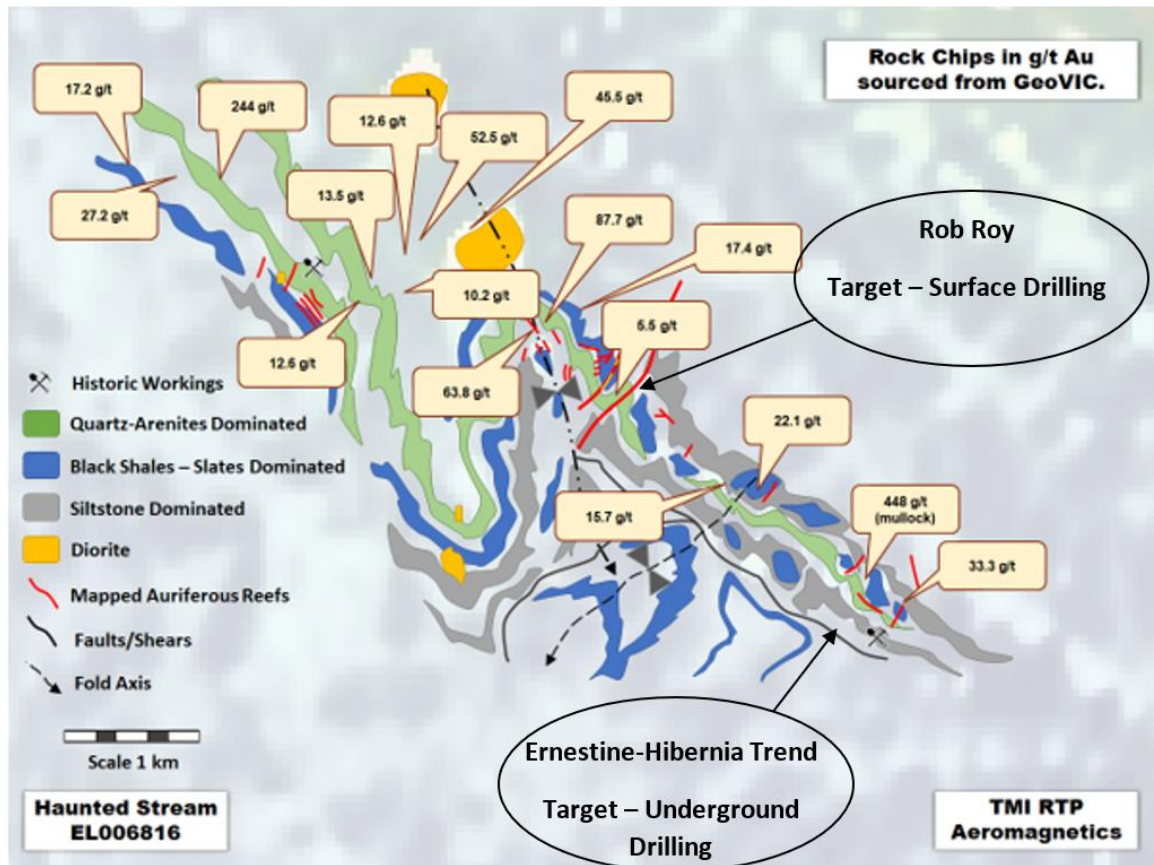 Rock Chips in g/t Au
sourced from GeoVIC.
17.2 g/t
244 g/t
12.6 g/t
45.5 g/t
52.5 g/t
27.2 g/t
13.5 g/t
87.7 g/t
17.4 g/t
Rob Roy
Target – Surface Drilling
10.2 g/t
5.5 g/t
12.6 g/t
63.8 g/t
22.1 g/t
15.7 g/t
448 g/t
(mullock)
33.3 g/t
Historic Workings
Quartz-Arenites Dominated
Black Shales – Slates Dominated
Siltstone Dominated
Diorite
Mapped Auriferous Reefs
Faults/Shears
Fold Axis
Scale 1 km
Ernestine-Hibernia Trend
Target – Underground
Drilling
Haunted Stream
EL006816
TMI RTP
Aeromagnetics